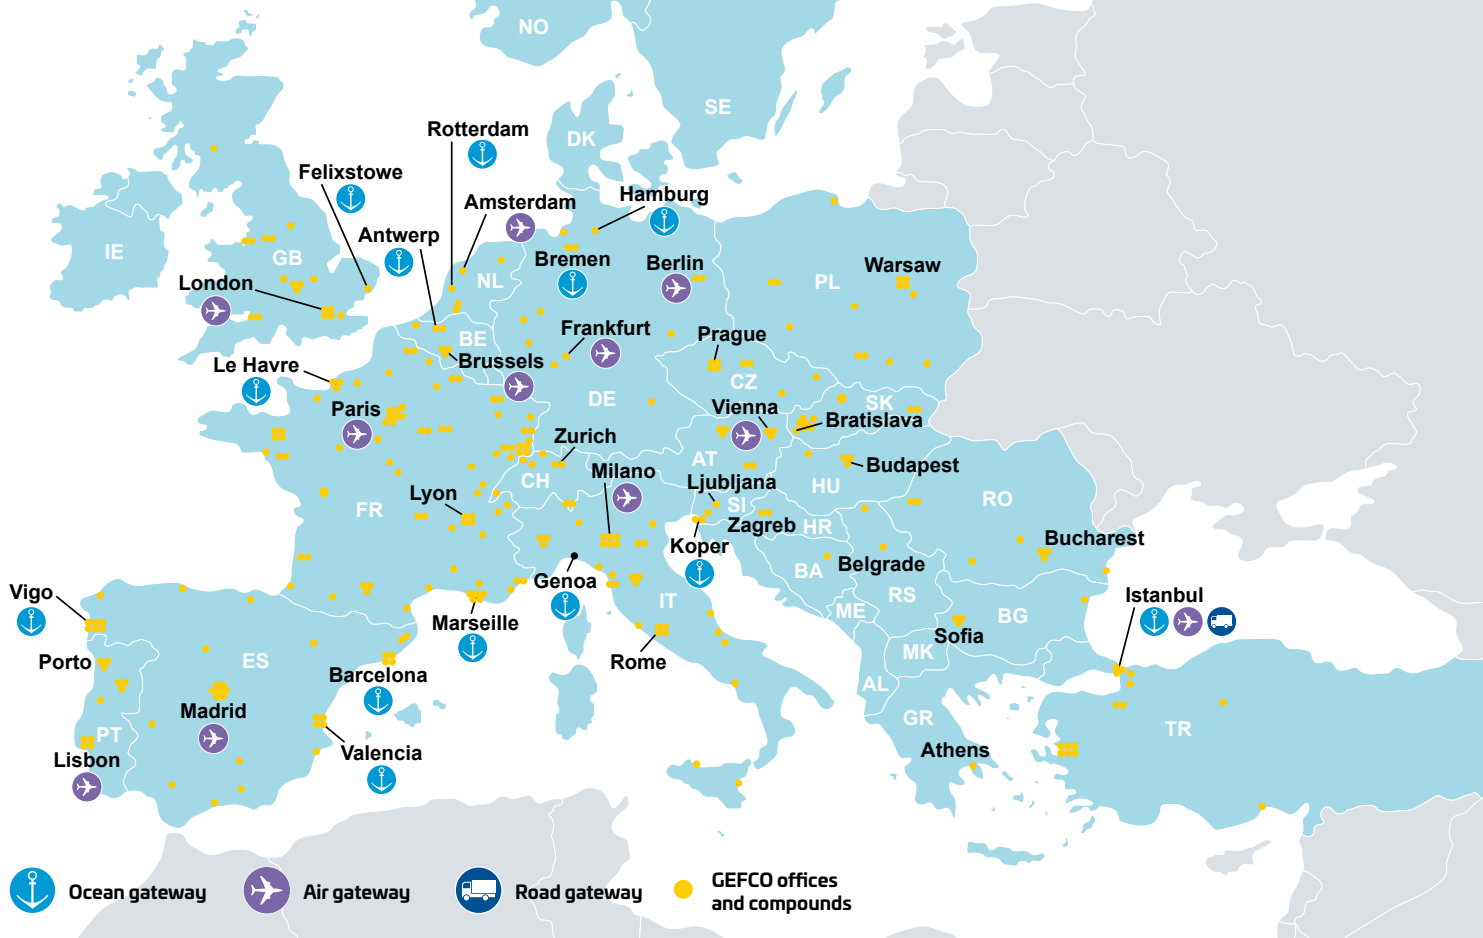 NO
SE
DK
Rotterdam
Felixstowe
Amsterdam
Hamburg
Antwerp
IE
GB
Bremen
Berlin
Warsaw
London
NL
PL
Frankfurt
Prague
BE
Brussels
Le Havre
CZ
DE
SK
Paris
Vienna
Bratislava
Zurich
AT
Budapest
Milano
CH
Ljubljana
HU
Lyon
RO
FR
SI
Zagreb
HR
Koper
Bucharest
Belgrade
BA
Genoa
Vigo
IT
RS
Istanbul
ME
BG
Marseille
Sofia
MK
Porto
ES
Rome
Barcelona
AL
Madrid
GR
PT
TR
Athens
Valencia
Lisbon
Ocean gateway
Air gateway
Road gateway
GEFCO offices
and compounds